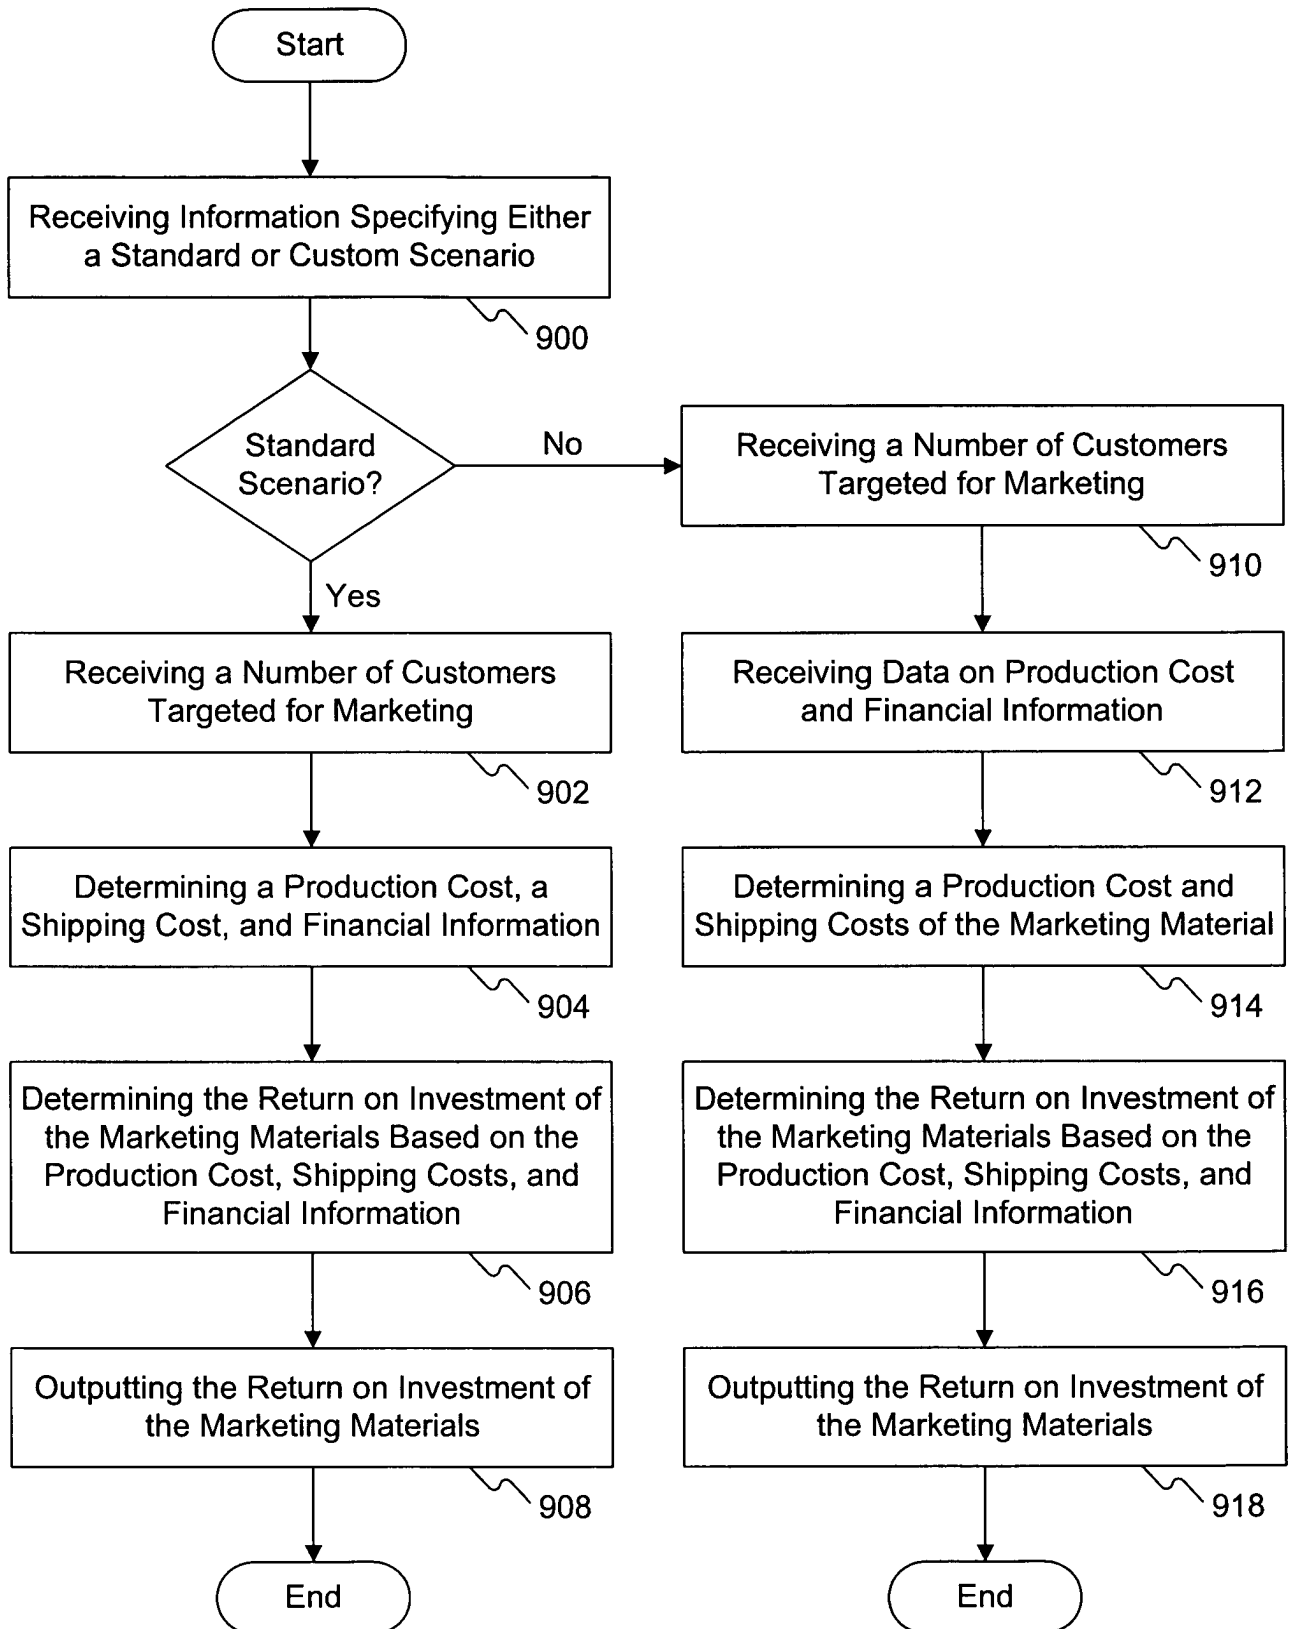 Start
Receiving Information Specifying Either
a Standard or Custom Scenario
900
Standard
Scenario?
No
Yes
Receiving a Number of Customers
Targeted for Marketing
902
Determining a Production Cost, a
Shipping Cost, and Financial Information
904
Determining the Return on Investment of
the Marketing Materials Based on the
Production Cost, Shipping Costs, and
Financial Information
906
Outputting the Return on Investment of
the Marketing Materials
908
End
Receiving a Number of Customers
Targeted for Marketing
910
Receiving Data on Production Cost
and Financial Information
912
Determining a Production Cost and
Shipping Costs of the Marketing Material
914
Determining the Return on Investment of
the Marketing Materials Based on the
Production Cost, Shipping Costs, and
Financial Information
916
Outputting the Return on Investment of
the Marketing Materials
918
End